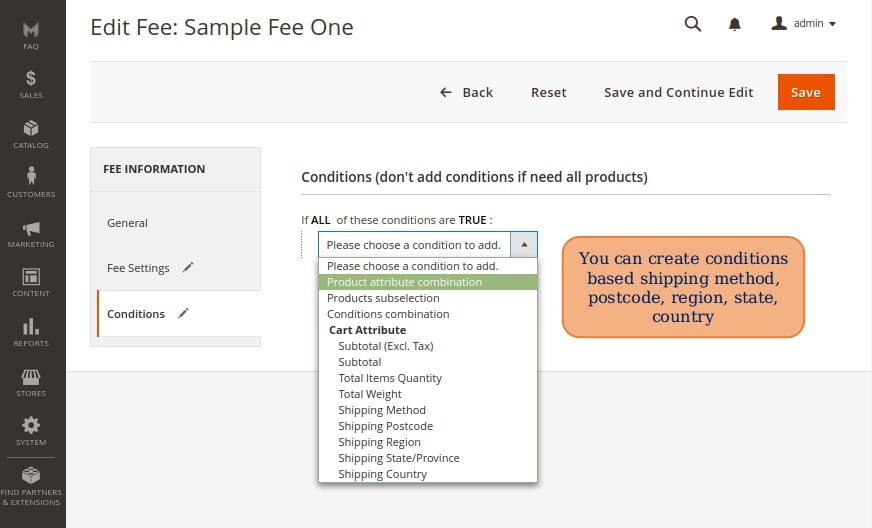 Edit Fee: Sample Fee One
admin
Back
Reset
Save and Continue Edit
Save
FAQ
SALES
CATALOG
CUSTOMERS
MARKETING
CONTENT
REPORTS
STORES
SYSTEM
FIND PARTNERS
& EXTENSIONS
FEE INFORMATION
General
Fee Settings
Conditions
Conditions (don't add conditions if need all products)
If ALL of these conditions are TRUE :
Please choose a condition to add.
Please choose a condition to add.
Product attribute combination
Products subselection
Conditions combination
Cart Attribute
Subtotal (Excl. Tax)
Subtotal
Total Items Quantity
Total Weight
Shipping Method
Shipping Postcode
Shipping Region
Shipping State/Province
Shipping Country
You can create conditions
based shipping method,
postcode, region, state,
country